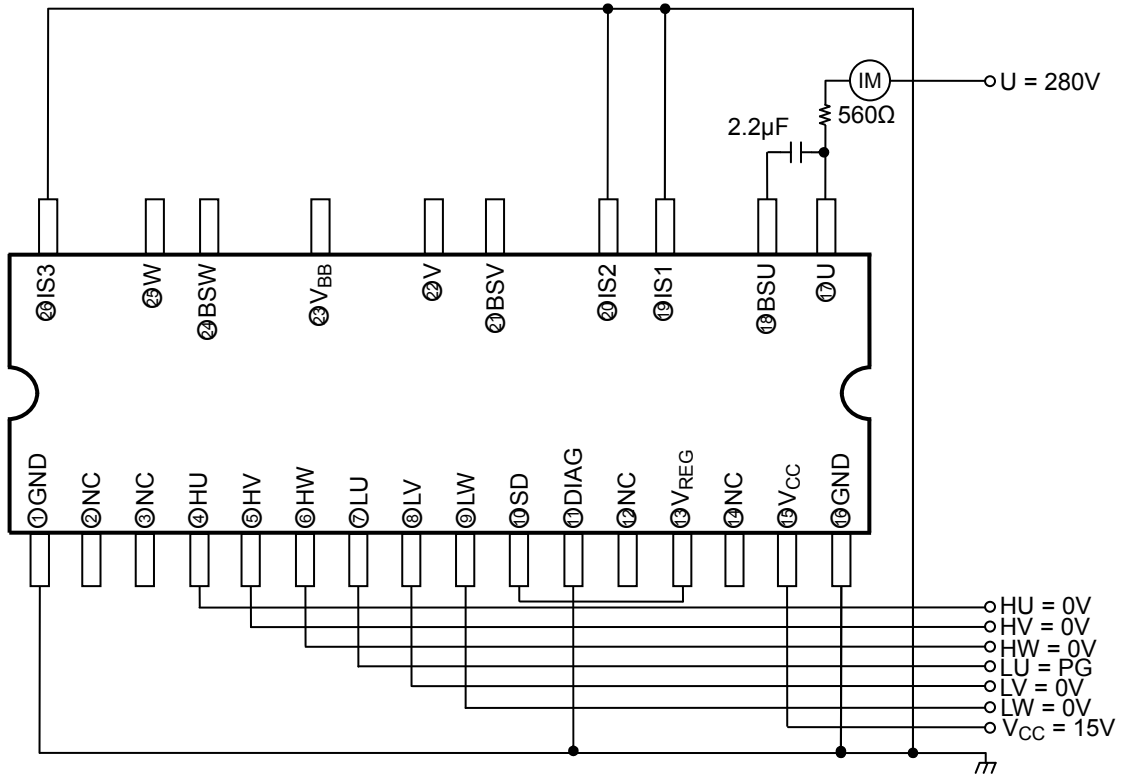 IM
U = 280V
560Ω
2.2μF
㉖IS3
㉕W
㉔BSW
㉓VBB
㉒V
㉑BSV
⑳IS2
⑲IS1
⑱BSU
⑰U
①GND
②NC
③NC
④HU
⑤HV
⑥HW
⑦LU
⑧LV
⑨LW
⑩SD
⑪DIAG
⑫NC
⑬VREG
⑭NC
⑮VCC
⑯GND
HU = 0V
HV = 0V
HW = 0V
LU = PG
LV = 0V
LW = 0V
VCC = 15V